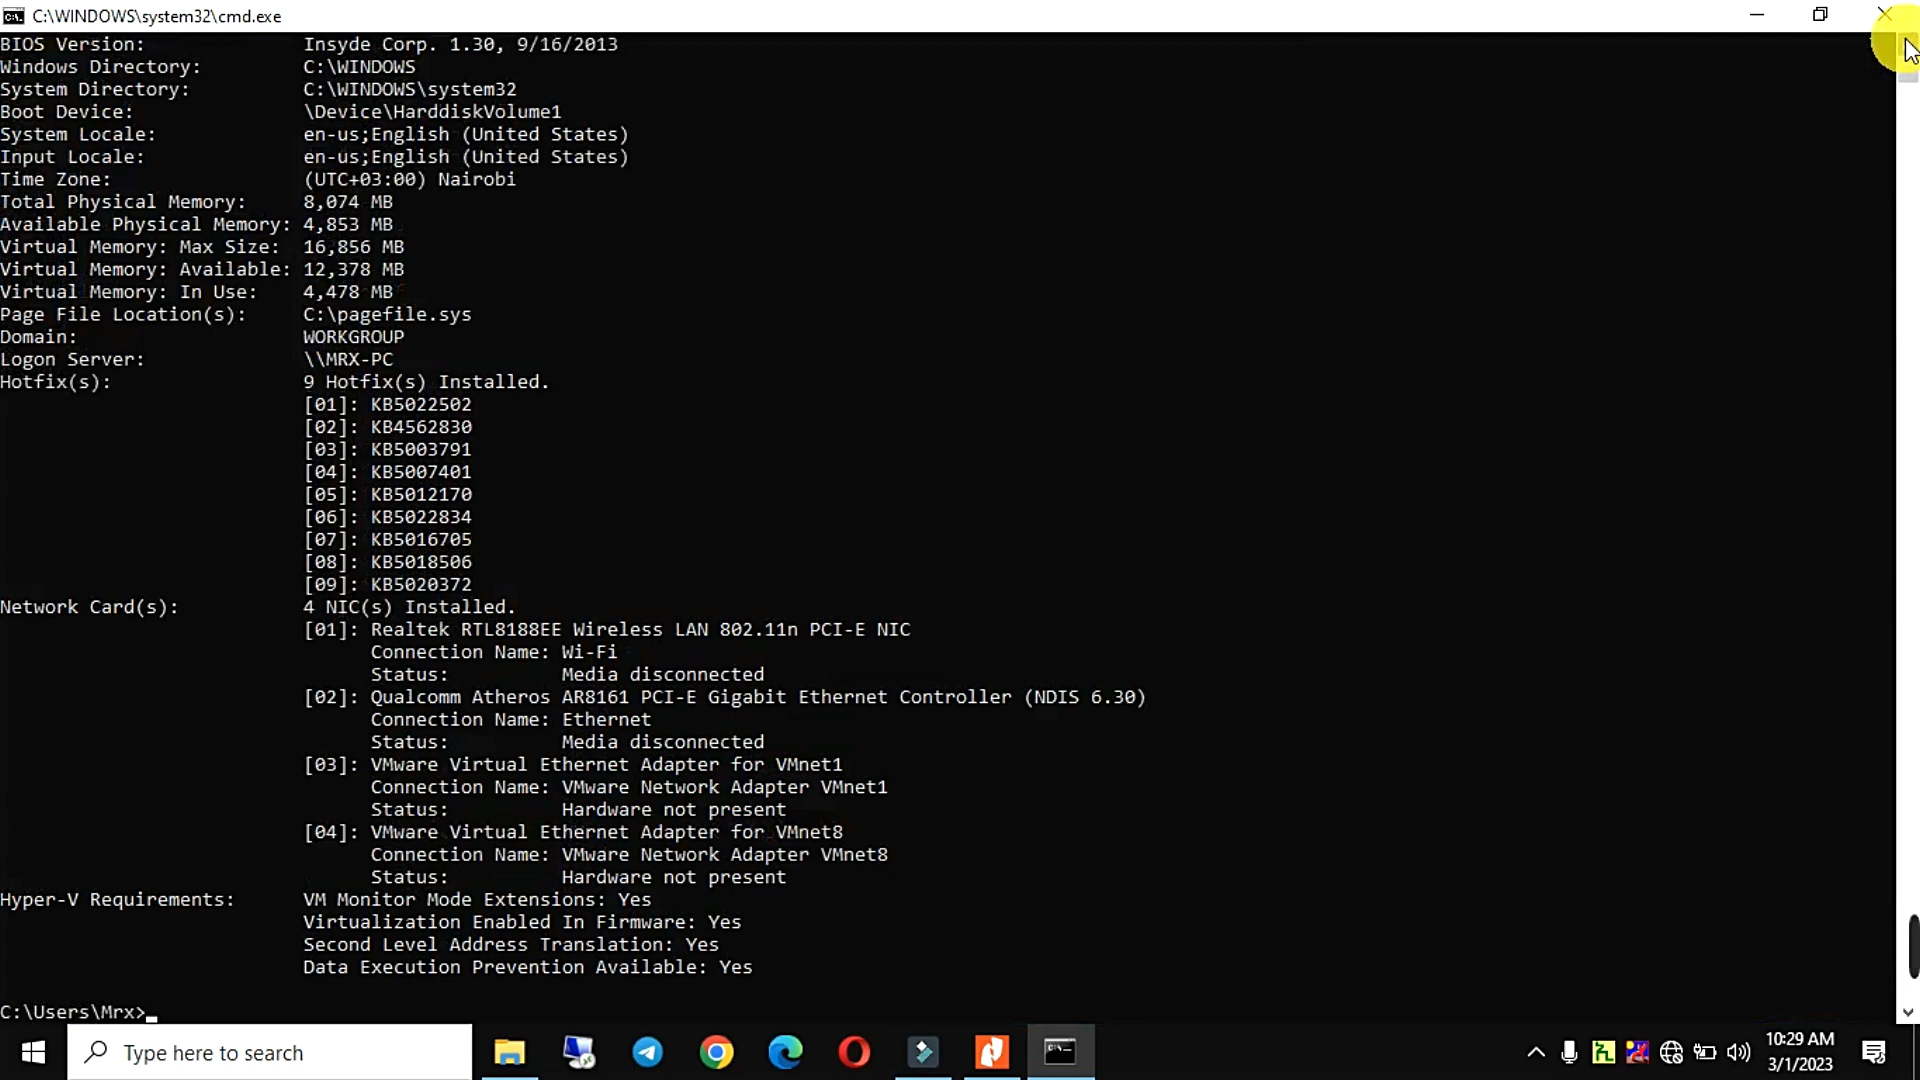 C:\WINDOWS\system32\cmd.exe
BIOS Version: Insyde Corp. 1.30, 9/16/2013
Windows Directory: C:\WINDOWS
System Directory: C:\WINDOWS\system32
Boot Device: \Device\HarddiskVolume1
System Locale: en-us;English (United States)
Input Locale: en-us;English (United States)
Time Zone: (UTC+03:00) Nairobi
Total Physical Memory: 8,074 MB
Available Physical Memory: 4,853 MB
Virtual Memory: Max Size: 16,856 MB
Virtual Memory: Available: 12,378 MB
Virtual Memory: In Use: 4,478 MB
Page File Location(s): C:\pagefile.sys
Domain: WORKGROUP
Logon Server: \\MRX-PC
Hotfix(s): 9 Hotfix(s) Installed.
[01]: KB5022502
[02]: KB4562830
[03]: KB5003791
[04]: KB5007401
[05]: KB5012170
[06]: KB5022834
[07]: KB5016705
[08]: KB5018506
[09]: KB5020372
Network Card(s): 4 NIC(s) Installed.
[01]: Realtek RTL8188EE Wireless LAN 802.11n PCI-E NIC
Connection Name: Wi-Fi
Status: Media disconnected
[02]: Qualcomm Atheros AR8161 PCI-E Gigabit Ethernet Controller (NDIS 6.30)
Connection Name: Ethernet
Status: Media disconnected
[03]: VMware Virtual Ethernet Adapter for VMnet1
Connection Name: VMware Network Adapter VMnet1
Status: Hardware not present
[04]: VMware Virtual Ethernet Adapter for VMnet8
Connection Name: VMware Network Adapter VMnet8
Status: Hardware not present
Hyper-V Requirements: VM Monitor Mode Extensions: Yes
Virtualization Enabled In Firmware: Yes
Second Level Address Translation: Yes
Data Execution Prevention Available: Yes
C:\Users\Mrx>
Type here to search
10:29 AM
3/1/2023